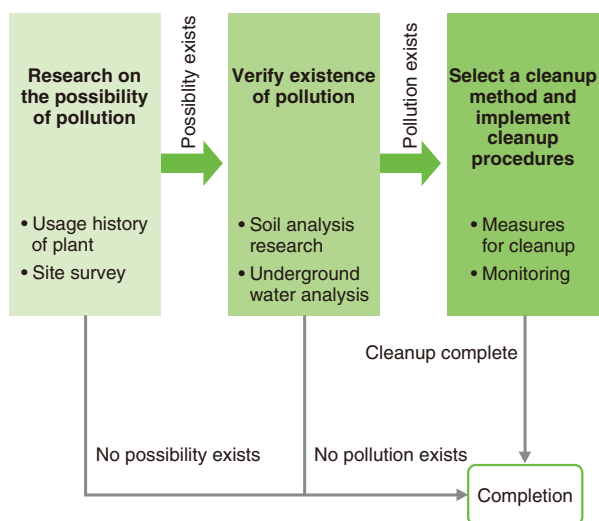 Research on
the possibility
of pollution
• Usage history
of plant
• Site survey
Possiblity exists
Verify existence
of pollution
• Soil analysis
research
• Underground
water analysis
Pollution exists
Select a cleanup
method and
implement
cleanup
procedures
• Measures
for cleanup
• Monitoring
Cleanup complete
No possibility exists
No pollution exists
Completion